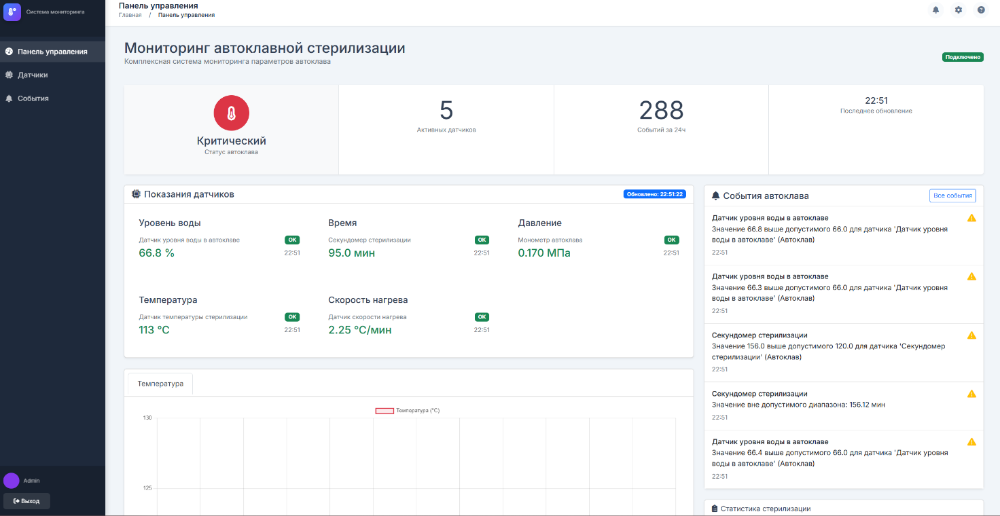 Система мониторинга
Панель управления
Датчики
События
Admin
Выход
Панель управления
Главная / Панель управления
Мониторинг автоклавной стерилизации
Комплексная система мониторинга параметров автоклава
Подключено
Критический
Статус автоклава
5
Активных датчиков
288
Событий за 24ч
22:51
Последнее обновление
Показания датчиков
Обновлено: 22:51:22
Уровень воды
Датчик уровня воды в автоклаве OK
66.8 % 22:51
Время
Секундомер стерилизации OK
95.0 мин 22:51
Давление
Монометр автоклава OK
0.170 МПа 22:51
Температура
Датчик температуры стерилизации OK
113 °C 22:51
Скорость нагрева
Датчик скорости нагрева OK
2.25 °C/мин 22:51
Температура
Температура (°C)
130
125
События автоклава
Все события
Датчик уровня воды в автоклаве
Значение 66.8 выше допустимого 66.0 для датчика 'Датчик уровня
воды в автоклаве' (Автоклав)
22:51
Датчик уровня воды в автоклаве
Значение 66.3 выше допустимого 66.0 для датчика 'Датчик уровня
воды в автоклаве' (Автоклав)
22:51
Секундомер стерилизации
Значение 156.0 выше допустимого 120.0 для датчика 'Секундомер
стерилизации' (Автоклав)
22:51
Секундомер стерилизации
Значение вне допустимого диапазона: 156.12 мин
22:51
Датчик уровня воды в автоклаве
Значение 66.4 выше допустимого 66.0 для датчика 'Датчик уровня
воды в автоклаве' (Автоклав)
22:51
Статистика стерилизации